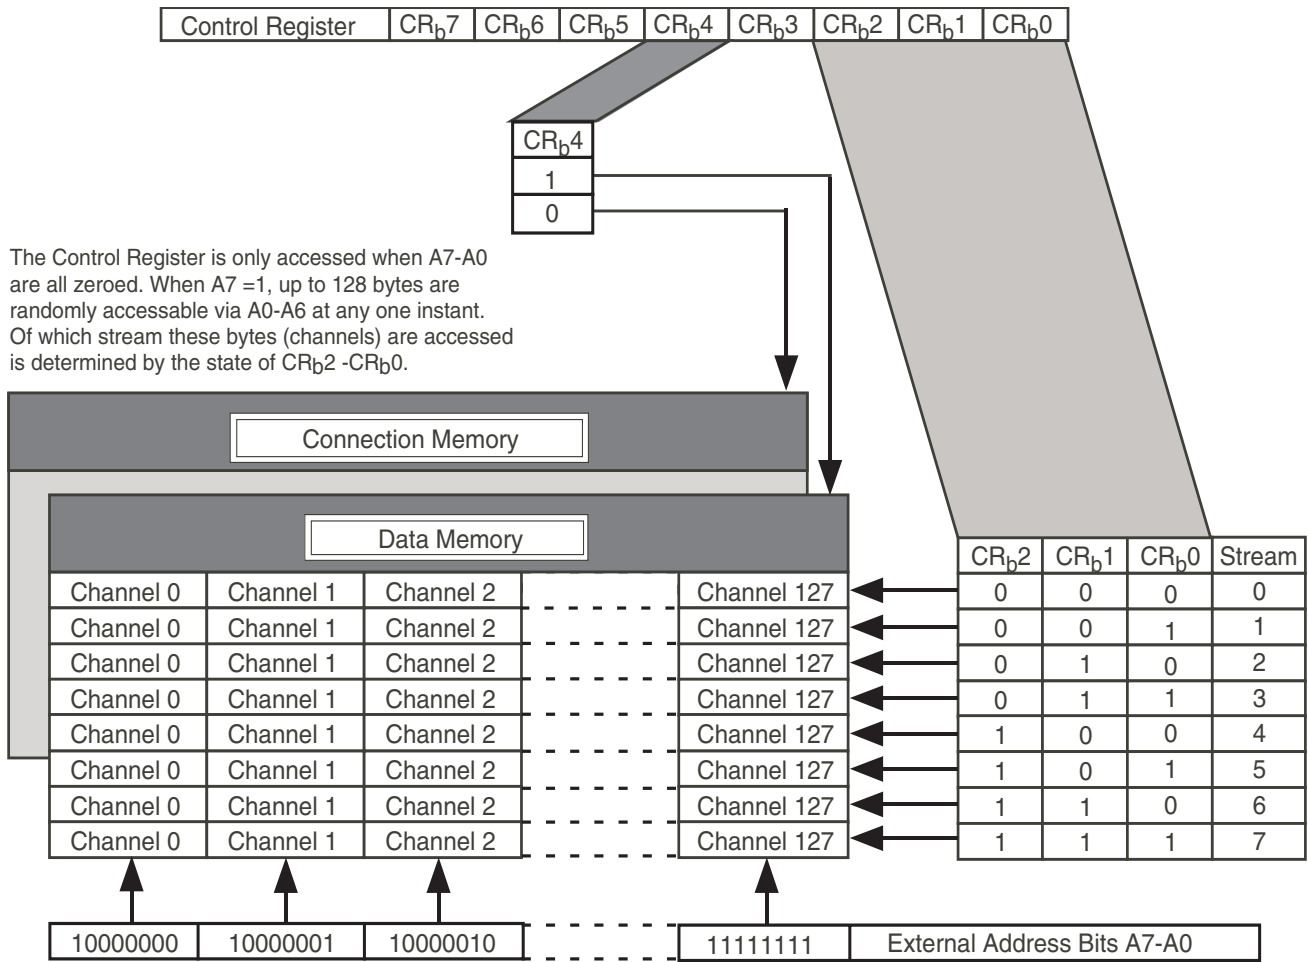 Control Register CRb7 CRb6 CRb5 CRb4 CRb3 CRb2 CRb1 CRb0
CRb4
1
0
The Control Register is only accessed when A7-A0
are all zeroed. When A7 =1, up to 128 bytes are
randomly accessable via A0-A6 at any one instant.
Of which stream these bytes (channels) are accessed
is determined by the state of CRb2 -CRb0.
Connection Memory
Data Memory
CRb2 CRb1 CRb0 Stream
Channel 0 Channel 1 Channel 2 Channel 127 0 0 0 0
Channel 0 Channel 1 Channel 2 Channel 127 0 0 1 1
Channel 0 Channel 1 Channel 2 Channel 127 0 1 0 2
Channel 0 Channel 1 Channel 2 Channel 127 0 1 1 3
Channel 0 Channel 1 Channel 2 Channel 127 1 0 0 4
Channel 0 Channel 1 Channel 2 Channel 127 1 0 1 5
Channel 0 Channel 1 Channel 2 Channel 127 1 1 0 6
Channel 0 Channel 1 Channel 2 Channel 127 1 1 1 7
10000000 10000001 10000010 11111111 External Address Bits A7-A0